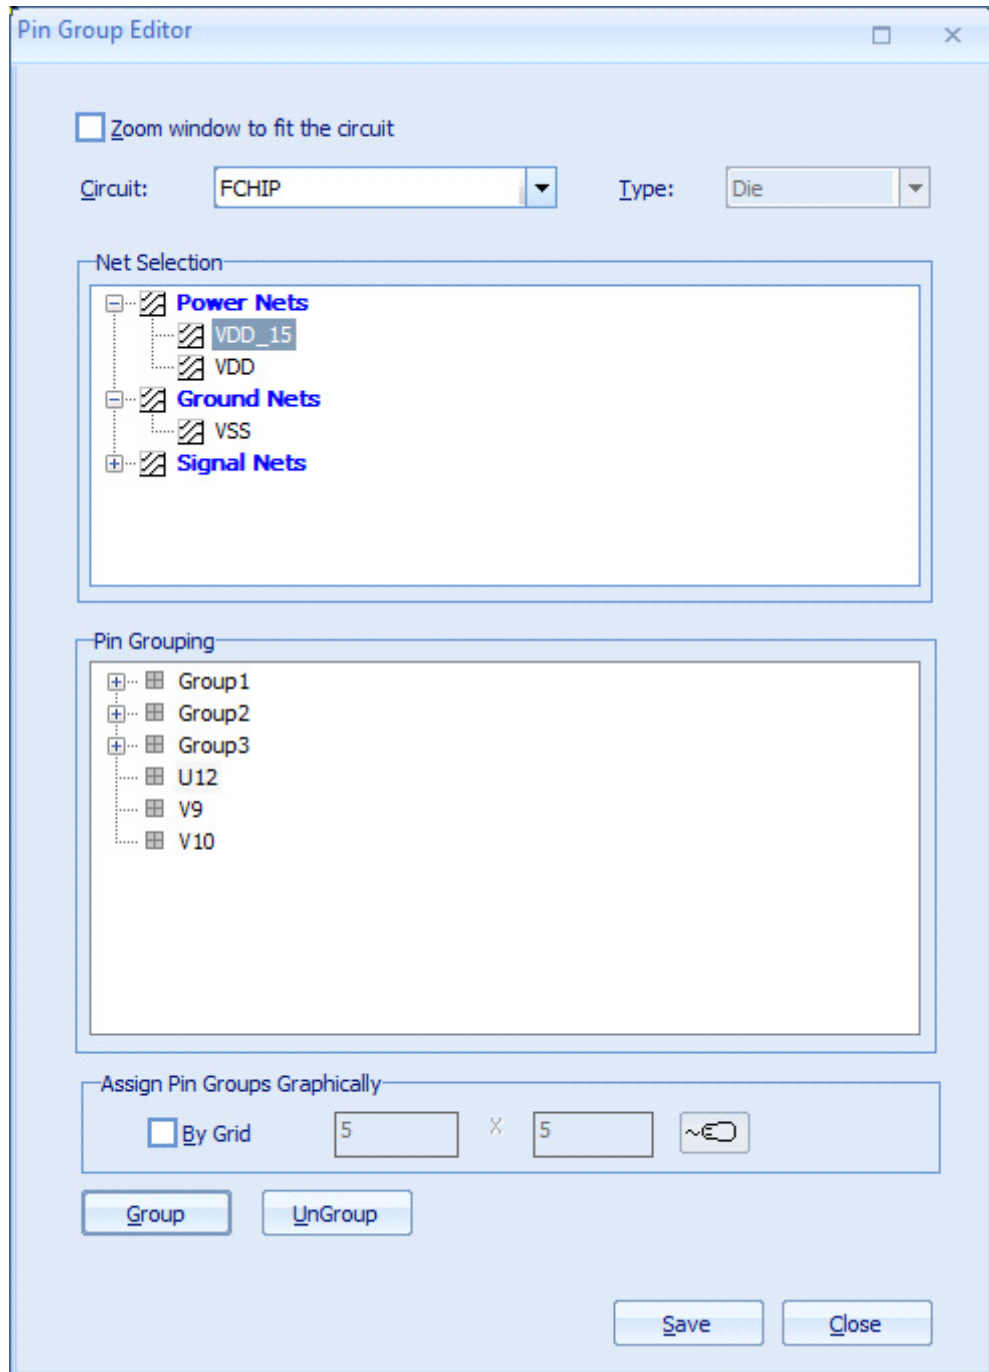 Pin Group Editor
Zoom window to fit the circuit
Circuit: FCHIP Type: Die
Net Selection
Power Nets
VDD_15
VDD
Ground Nets
VSS
Signal Nets
Pin Grouping
Group1
Group2
Group3
U12
V9
V10
Assign Pin Groups Graphically
By Grid 5 X 5
Group UnGroup
Save Close